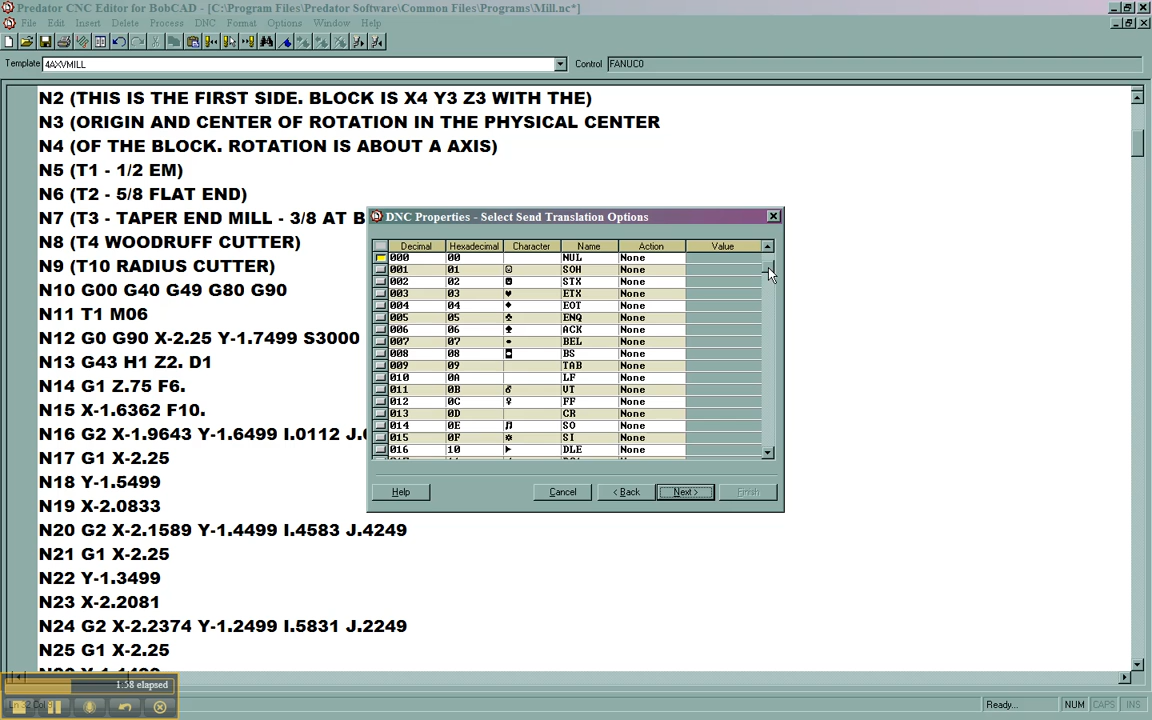 Predator CNC Editor for BobCAD - [C:\Program Files\Predator Software\Common Files\Programs\Mill.nc*]
File Edit Insert Delete Process DNC Format Options Window Help
Template 4AXVMILL Control FANUC0
N2 (THIS IS THE FIRST SIDE. BLOCK IS X4 Y3 Z3 WITH THE)
N3 (ORIGIN AND CENTER OF ROTATION IN THE PHYSICAL CENTER
N4 (OF THE BLOCK. ROTATION IS ABOUT A AXIS)
N5 (T1 - 1/2 EM)
N6 (T2 - 5/8 FLAT END)
N7 (T3 - TAPER END MILL - 3/8 AT B
N8 (T4 WOODRUFF CUTTER)
N9 (T10 RADIUS CUTTER)
N10 G00 G40 G49 G80 G90
N11 T1 M06
N12 G0 G90 X-2.25 Y-1.7499 S3000
N13 G43 H1 Z2. D1
N14 G1 Z.75 F6.
N15 X-1.6362 F10.
N16 G2 X-1.9643 Y-1.6499 I.0112 J.
N17 G1 X-2.25
N18 Y-1.5499
N19 X-2.0833
N20 G2 X-2.1589 Y-1.4499 I.4583 J.4249
N21 G1 X-2.25
N22 Y-1.3499
N23 X-2.2081
N24 G2 X-2.2374 Y-1.2499 I.5831 J.2249
N25 G1 X-2.25
DNC Properties - Select Send Translation Options
Decimal Hexadecimal Character Name Action Value
000 00 NUL None
001 01 ☺ SOH None
002 02 ☻ STX None
003 03 ♥ ETX None
004 04 ♦ EOT None
005 05 ♣ ENQ None
006 06 ♠ ACK None
007 07 • BEL None
008 08 ◘ BS None
009 09 TAB None
010 0A LF None
011 0B ♂ VT None
012 0C ♀ FF None
013 0D CR None
014 0E ♫ SO None
015 0F ☼ SI None
016 10 ► DLE None
Help Cancel < Back Next > Finish
1:58 elapsed
Ready... NUM CAPS INS